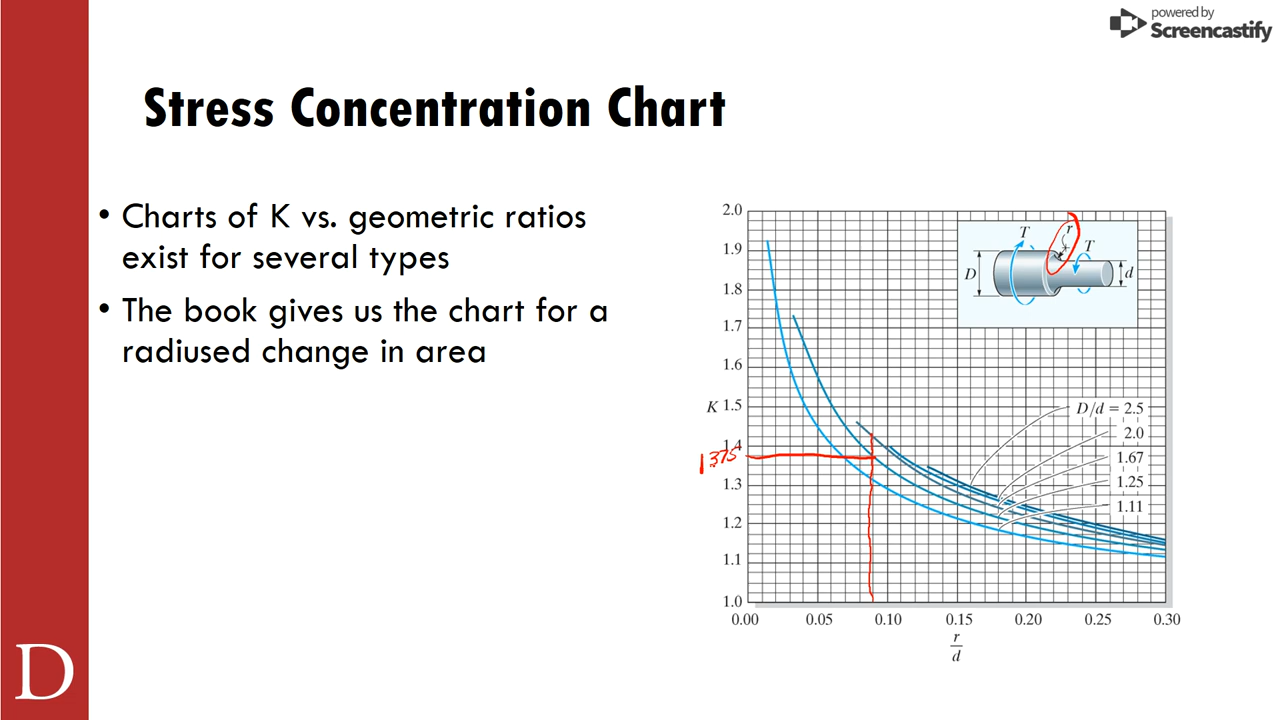 powered by
Screencastify
Stress Concentration Chart
• Charts of K vs. geometric ratios
exist for several types
• The book gives us the chart for a
radiused change in area
2.0
1.9
1.8
1.7
1.6
K 1.5
1.4
1.375
1.3
1.2
1.1
1.0
T
r
T
D
d
D/d = 2.5
2.0
1.67
1.25
1.11
0.00 0.05 0.10 0.15 0.20 0.25 0.30
r
d
D